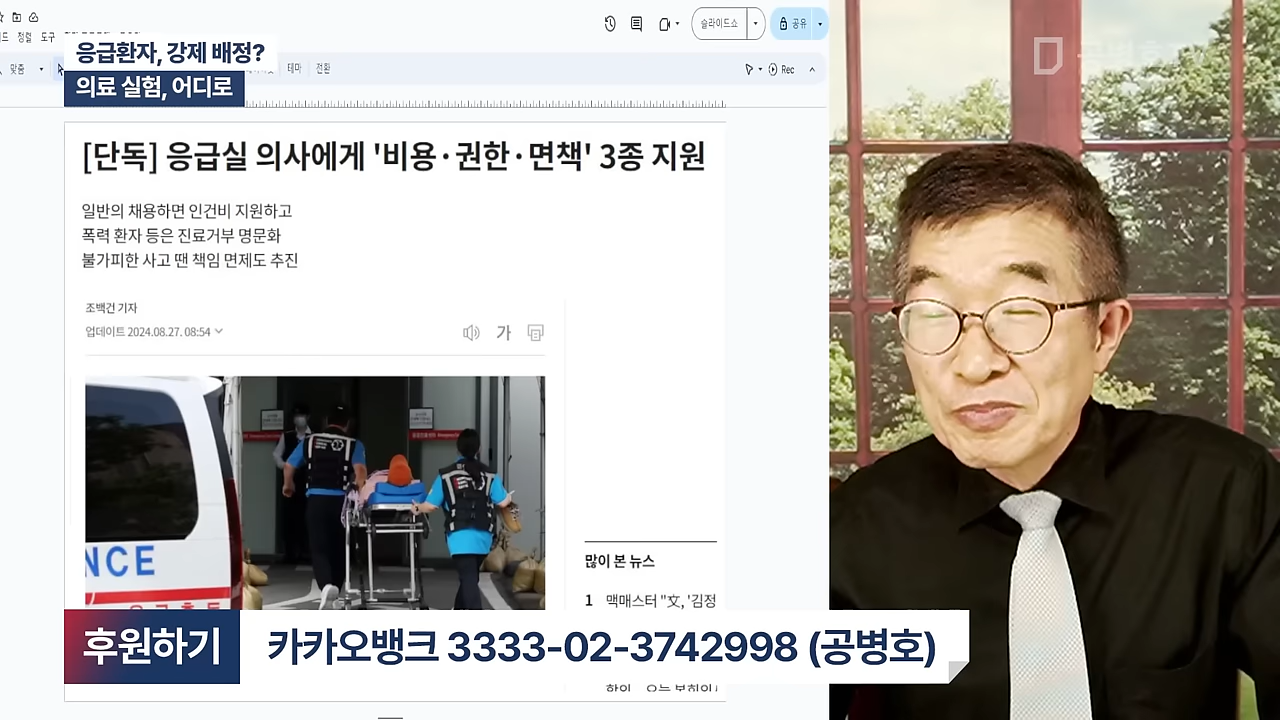 정렬 도구
슬라이드쇼
공유
맞춤
테마
전환
Rec
응급환자, 강제 배정?
의료 실험, 어디로
[단독] 응급실 의사에게 '비용·권한·면책' 3종 지원
일반의 채용하면 인건비 지원하고
폭력 환자 등은 진료거부 명문화
불가피한 사고 땐 책임 면제도 추진
조백건 기자
업데이트 2024.08.27. 08:54
가
NCE
많이 본 뉴스
1 맥매스터 "文, '김정
후원하기
카카오뱅크 3333-02-3742998 (공병호)